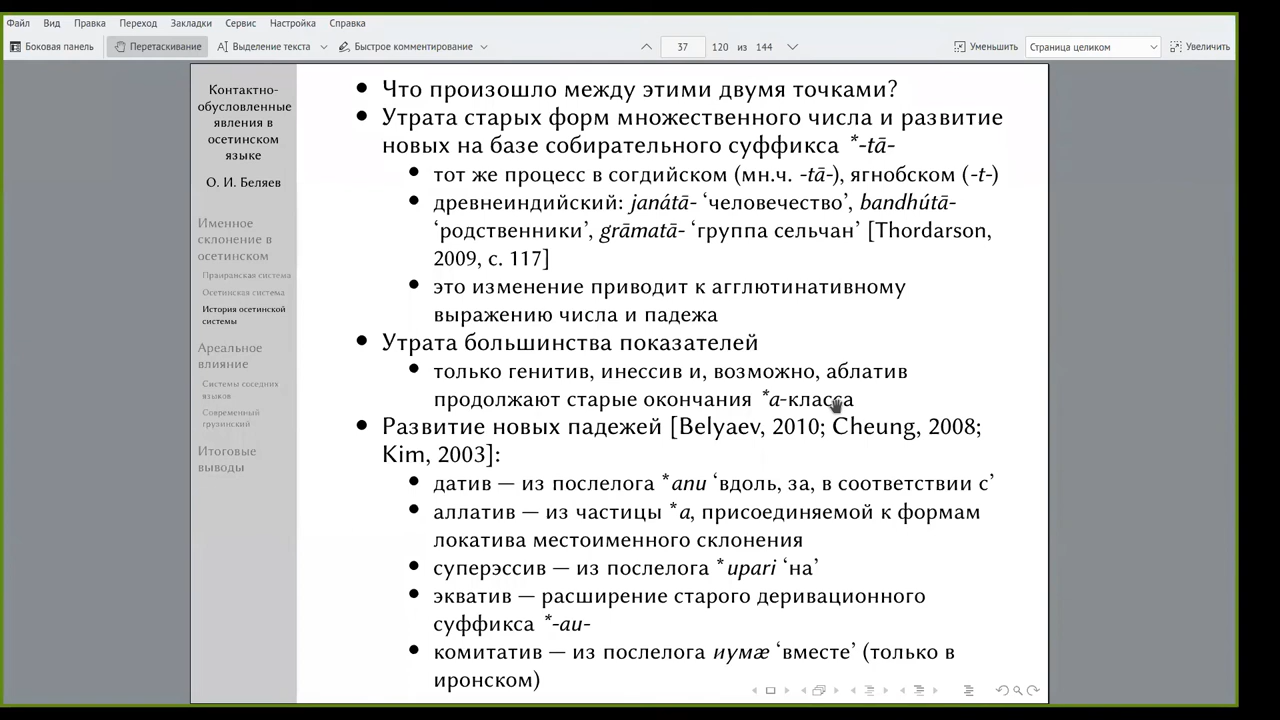 Файл Вид Правка Переход Закладки Сервис Настройка Справка
Боковая панель Перетаскивание Выделение текста Быстрое комментирование 37 120 из 144 Уменьшить Страница целиком Увеличить
Контактно-
обусловленные
явления в
осетинском
языке
О. И. Беляев
Именное
склонение в
осетинском
Праиранская система
Осетинская система
История осетинской
системы
Ареальное
влияние
Системы соседних
языков
Современный
грузинский
Итоговые
выводы
• Что произошло между этими двумя точками?
• Утрата старых форм множественного числа и развитие
новых на базе собирательного суффикса *-tā-
• тот же процесс в согдийском (мн.ч. -tā-), ягнобском (-t-)
• древнеиндийский: janátā- ‘человечество’, bandhútā-
‘родственники’, grāmatā- ‘группа сельчан’ [Thordarson,
2009, с. 117]
• это изменение приводит к агглютинативному
выражению числа и падежа
• Утрата большинства показателей
• только генитив, инессив и, возможно, аблатив
продолжают старые окончания *a-класса
• Развитие новых падежей [Belyaev, 2010; Cheung, 2008;
Kim, 2003]:
• датив — из послелога *anu ‘вдоль, за, в соответствии с’
• аллатив — из частицы *a, присоединяемой к формам
локатива местоименного склонения
• суперэссив — из послелога *upari ‘на’
• экватив — расширение старого деривационного
суффикса *-au-
• комитатив — из послелога иумæ ‘вместе’ (только в
иронском)